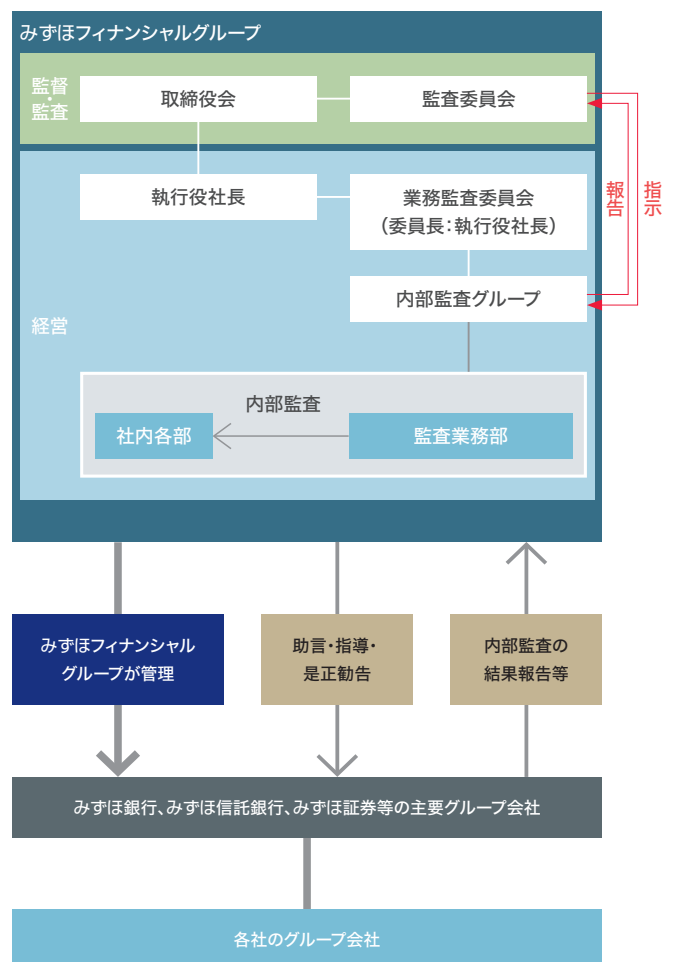 みずほフィナンシャルグループ
監督
・
監査
取締役会
監査委員会
執行役社長
業務監査委員会
（委員長：執行役社長）
報告
指示
内部監査グループ
経営
内部監査
社内各部
監査業務部
みずほフィナンシャル
グループが管理
助言・指導・
是正勧告
内部監査の
結果報告等
みずほ銀行、みずほ信託銀行、みずほ証券等の主要グループ会社
各社のグループ会社